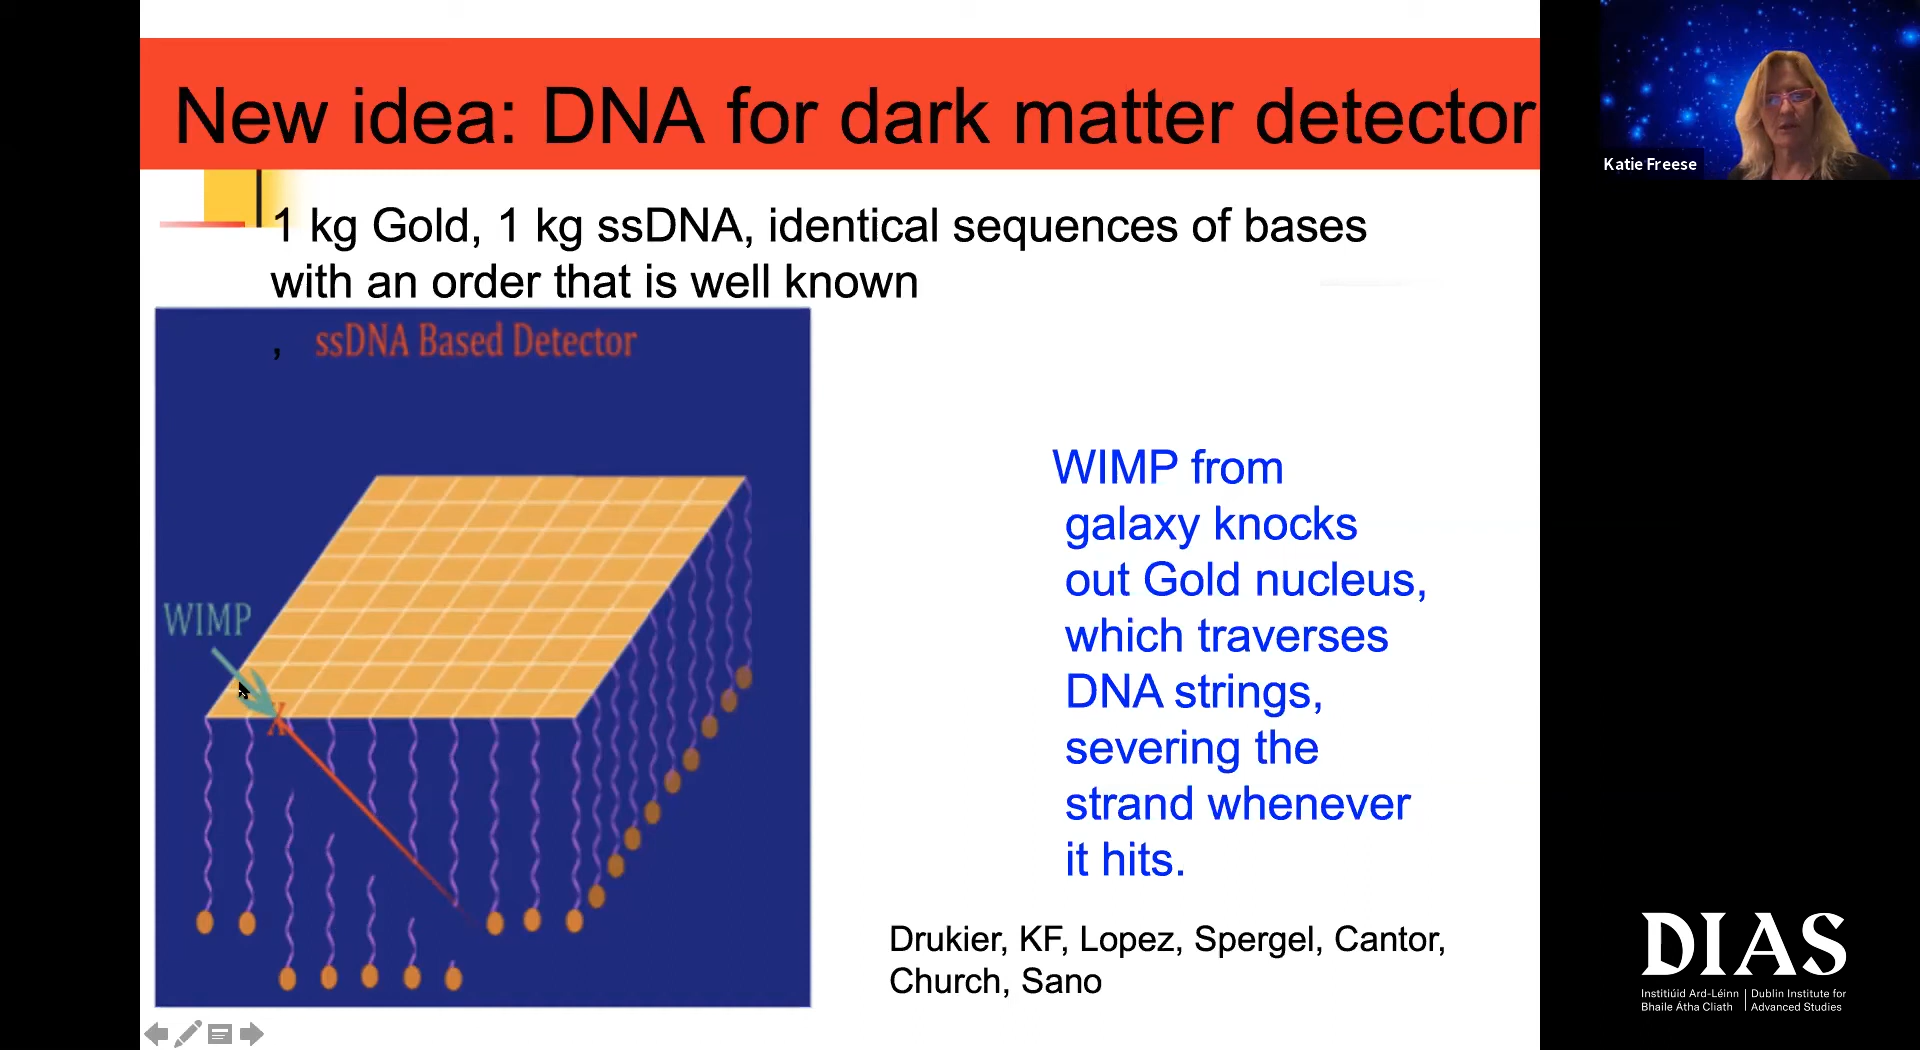 New idea: DNA for dark matter detector
1 kg Gold, 1 kg ssDNA, identical sequences of bases
with an order that is well known
,
ssDNA Based Detector
WIMP
X
WIMP from
galaxy knocks
out Gold nucleus,
which traverses
DNA strings,
severing the
strand whenever
it hits.
Drukier, KF, Lopez, Spergel, Cantor,
Church, Sano
Katie Freese
DIAS
Institiúid Ard-Léinn
Bhaile Átha Cliath
Dublin Institute for
Advanced Studies